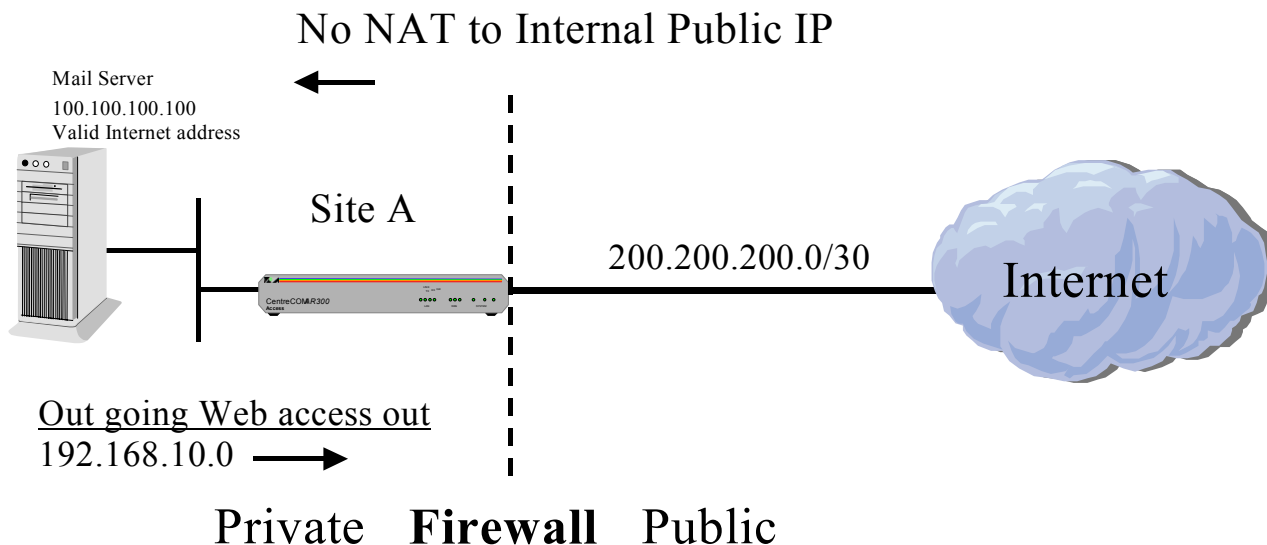 No NAT to Internal Public IP
Mail Server
100.100.100.100
Valid Internet address
Site A
200.200.200.0/30
Internet
CentreCOM AR300
Access
Out going Web access out
192.168.10.0
Private Firewall Public